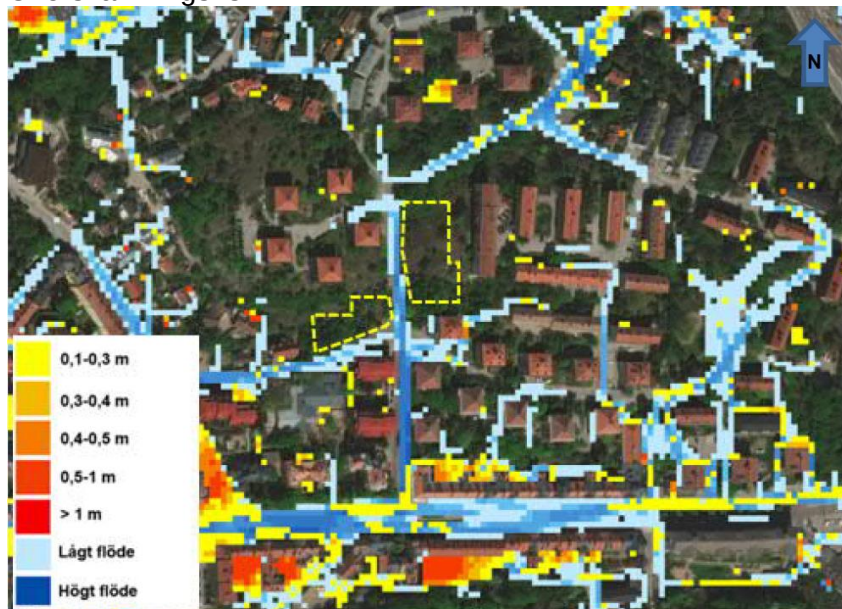 N
0,1-0,3 m
0,3-0,4 m
0,4-0,5 m
0,5-1 m
> 1 m
Lågt flöde
Högt flöde